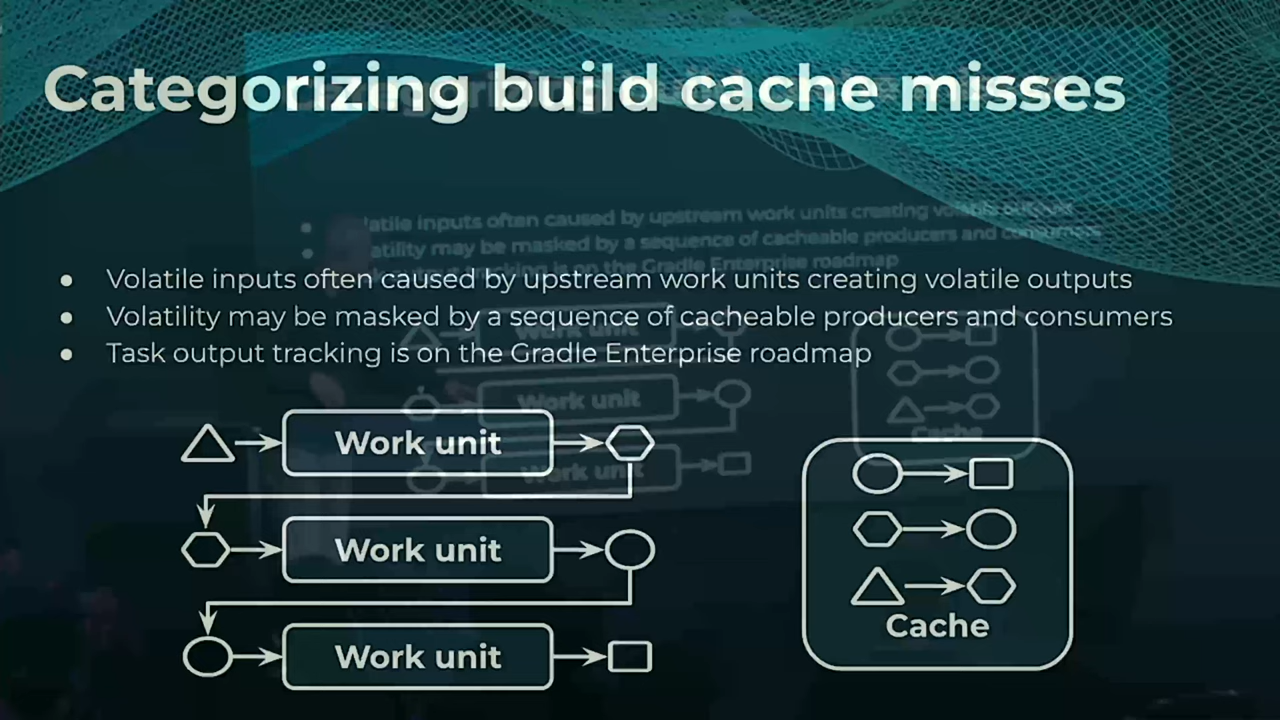 Categorizing build cache misses
• Volatile inputs often caused by upstream work units creating volatile outputs
• Volatility may be masked by a sequence of cacheable producers and consumers
• Task output tracking is on the Gradle Enterprise roadmap
Work unit
Work unit
Work unit
Cache